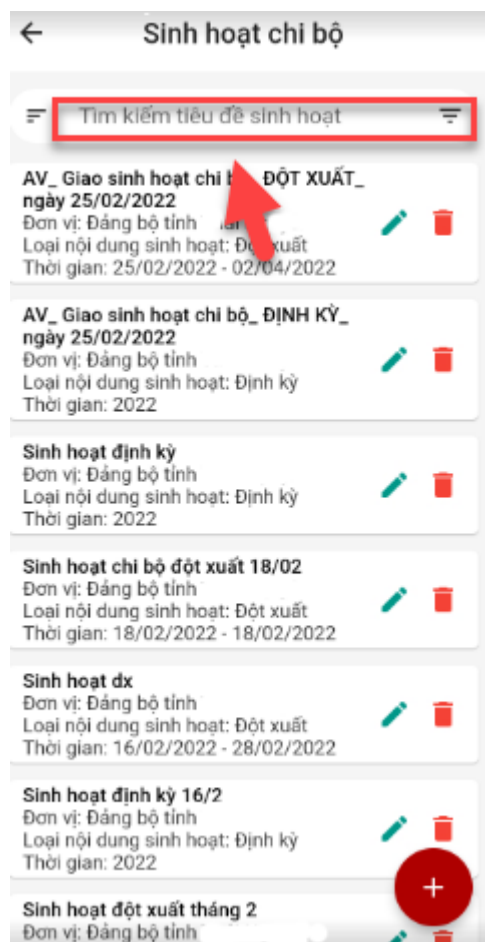 Sinh hoạt chi bộ
Tìm kiếm tiêu đề sinh hoạt
AV_ Giao sinh hoạt chi ĐỘT XUẤT_
ngày 25/02/2022
Đơn vị: Đảng bộ tỉnh
Loại nội dung sinh hoạt: Đột xuất
Thời gian: 25/02/2022 - 02/04/2022
AV_ Giao sinh hoạt chi bộ_ ĐỊNH KỲ_
ngày 25/02/2022
Đơn vị: Đảng bộ tỉnh
Loại nội dung sinh hoạt: Định kỳ
Thời gian: 2022
Sinh hoạt định kỳ
Đơn vị: Đảng bộ tỉnh
Loại nội dung sinh hoạt: Định kỳ
Thời gian: 2022
Sinh hoạt chi bộ đột xuất 18/02
Đơn vị: Đảng bộ tỉnh
Loại nội dung sinh hoạt: Đột xuất
Thời gian: 18/02/2022 - 18/02/2022
Sinh hoạt dx
Đơn vị: Đảng bộ tỉnh
Loại nội dung sinh hoạt: Đột xuất
Thời gian: 16/02/2022 - 28/02/2022
Sinh hoạt định kỳ 16/2
Đơn vị: Đảng bộ tỉnh
Loại nội dung sinh hoạt: Định kỳ
Thời gian: 2022
Sinh hoạt đột xuất tháng 2
Đơn vị: Đảng bộ tỉnh